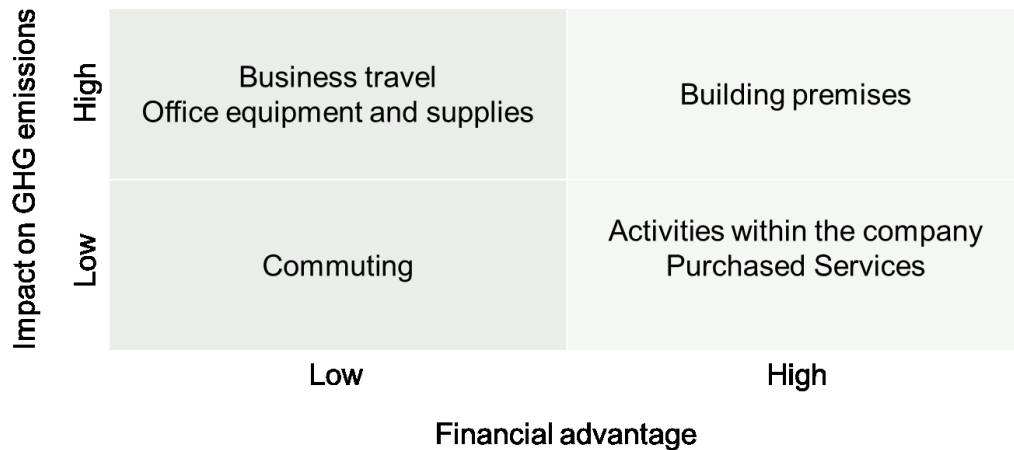 Impact on GHG emissions
High
Business travel
Office equipment and supplies
Building premises
Low
Commuting
Activities within the company
Purchased Services
Low
High
Financial advantage